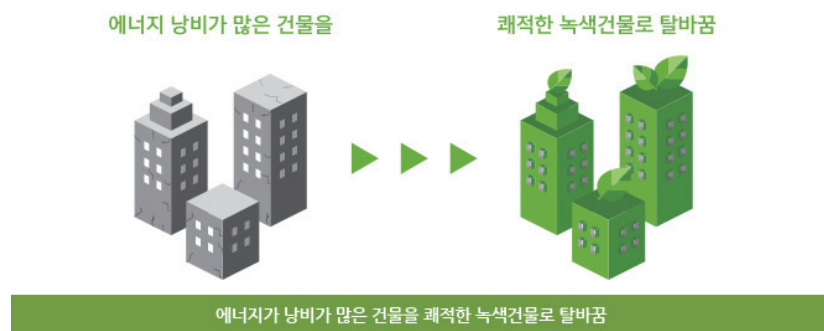 에너지 낭비가 많은 건물을
쾌적한 녹색건물로 탈바꿈
에너지가 낭비가 많은 건물을 쾌적한 녹색건물로 탈바꿈